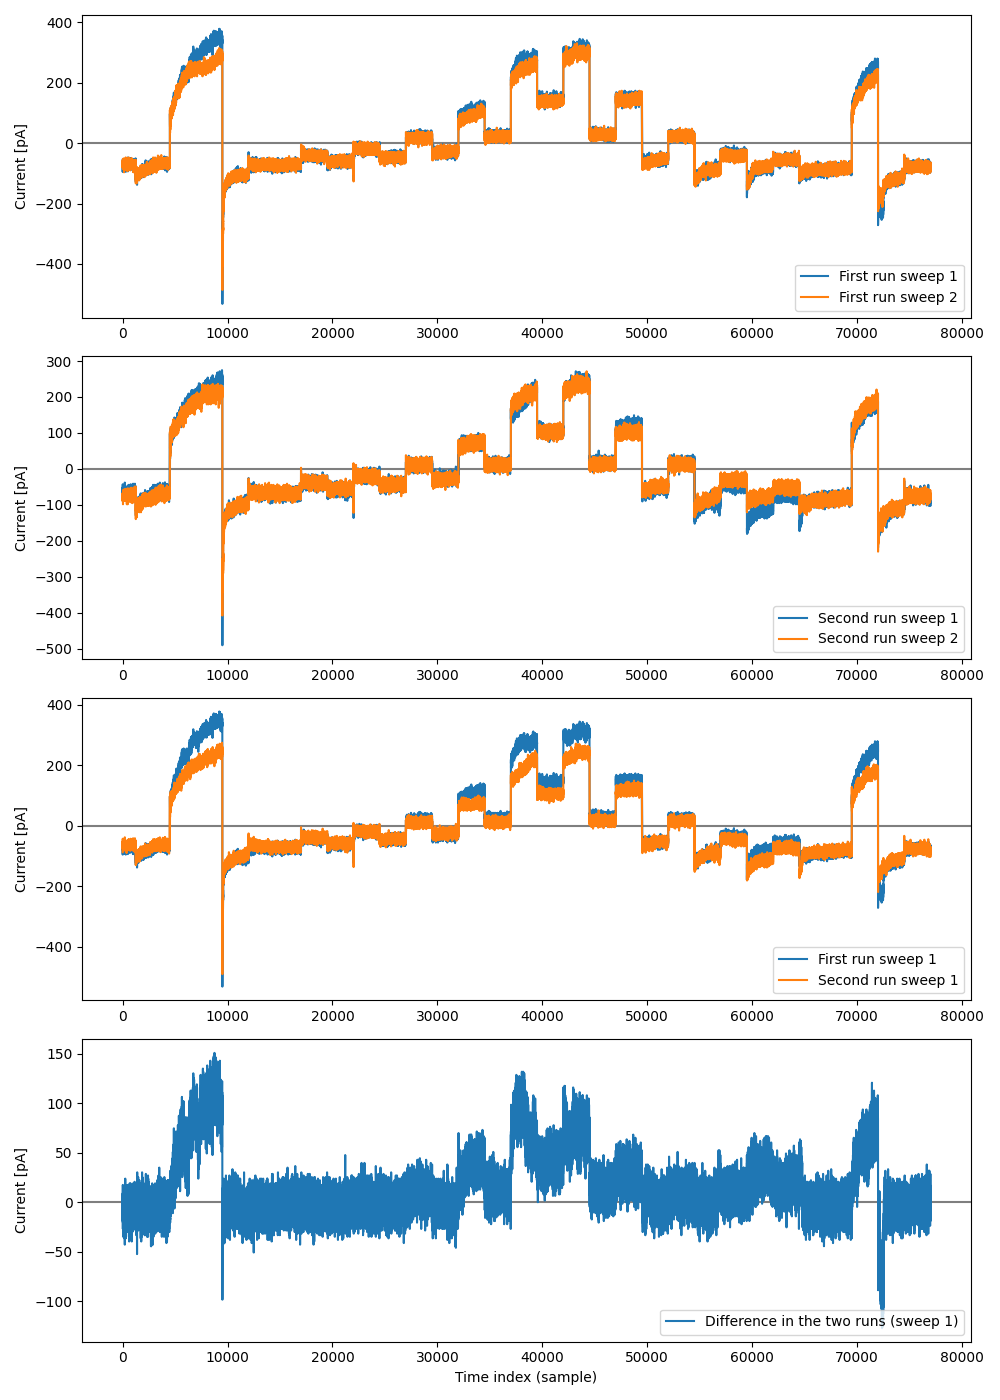 400
200
0
−200
−400
Current [pA]
First run sweep 1
First run sweep 2
0 10000 20000 30000 40000 50000 60000 70000 80000
300
200
100
0
−100
−200
−300
−400
−500
Current [pA]
Second run sweep 1
Second run sweep 2
0 10000 20000 30000 40000 50000 60000 70000 80000
400
200
0
−200
−400
Current [pA]
First run sweep 1
Second run sweep 1
0 10000 20000 30000 40000 50000 60000 70000 80000
150
100
50
0
−50
−100
Current [pA]
Difference in the two runs (sweep 1)
0 10000 20000 30000 40000 50000 60000 70000 80000
Time index (sample)